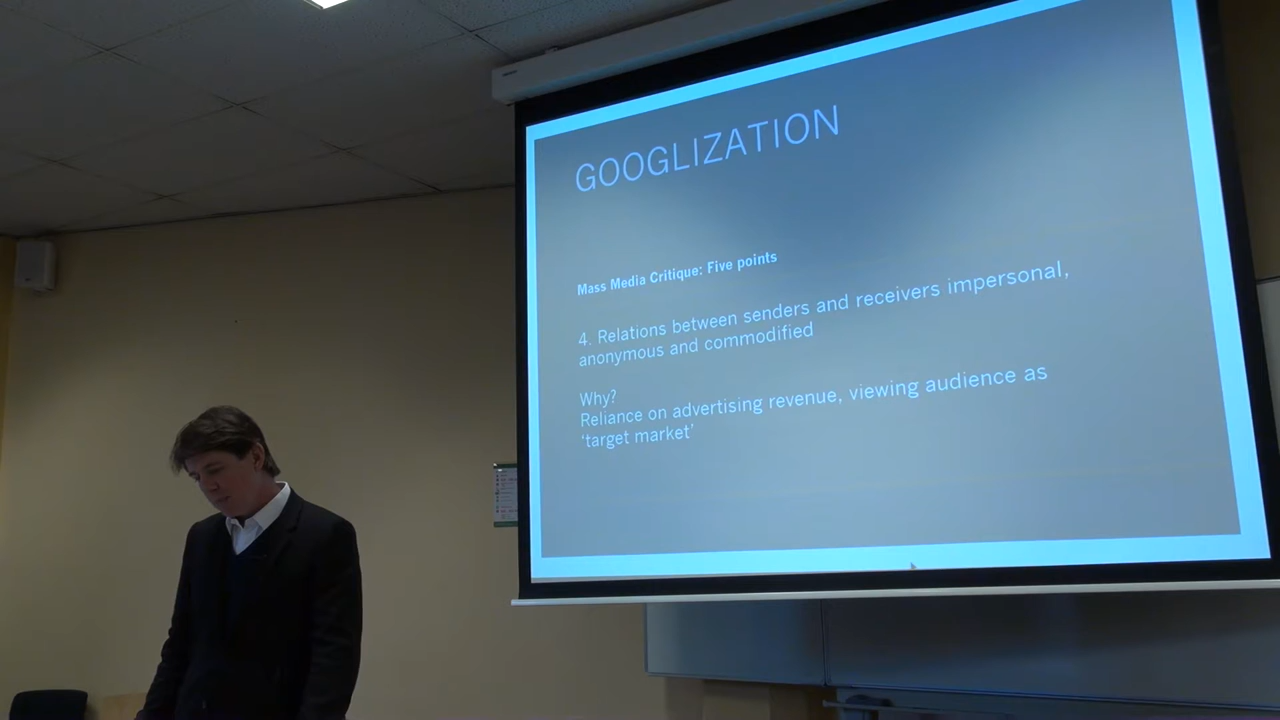 GOOGLIZATION
Mass Media Critique: Five points
4. Relations between senders and receivers impersonal,
anonymous and commodified
Why?
Reliance on advertising revenue, viewing audience as
‘target market’